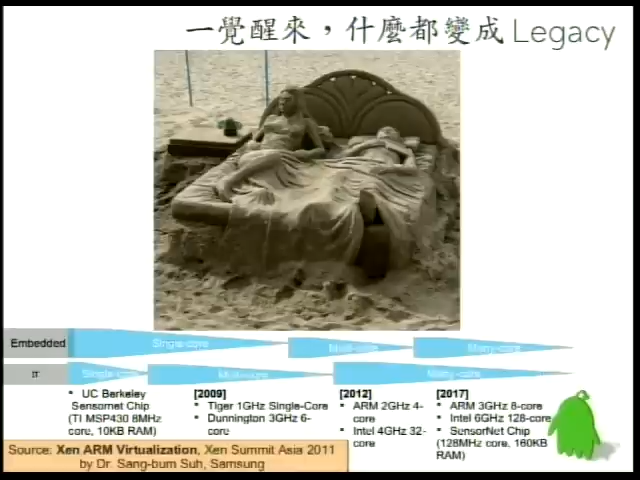 一覺醒來，什麼都變成 Legacy
Embedded
Single-core
Multi-core
Many-core
IT
Single-core
Multi-core
Many-core
• UC Berkeley
Sensornet Chip
(TI MSP430 8MHz
core, 10KB RAM)
[2009]
• Tiger 1GHz Single-Core
• Dunnington 3GHz 6-
core
[2012]
• ARM 2GHz 4-
core
• Intel 4GHz 32-
core
[2017]
• ARM 3GHz 8-core
• Intel 6GHz 128-core
• SensorNet Chip
(128MHz core, 160KB
RAM)
Source: Xen ARM Virtualization, Xen Summit Asia 2011
by Dr. Sang-bum Suh, Samsung